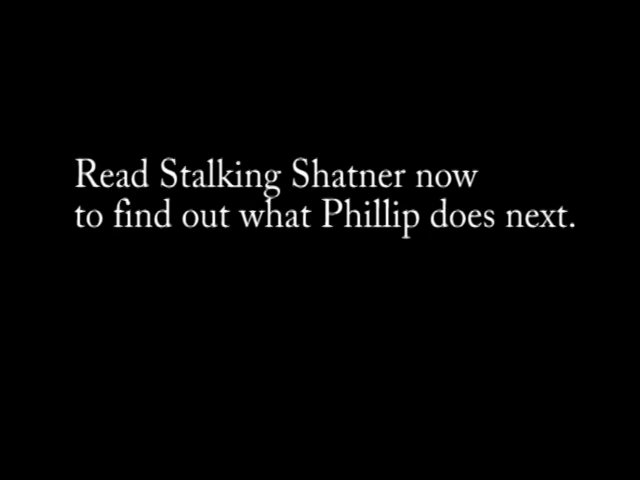 Read Stalking Shatner now
to find out what Phillip does next.